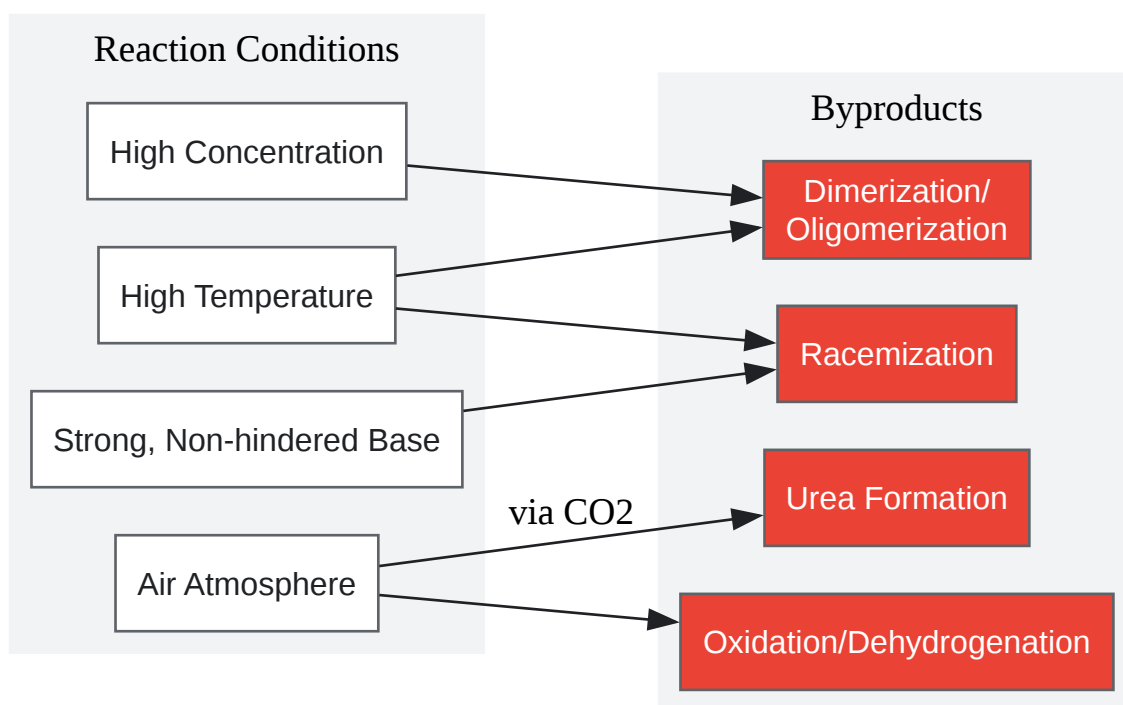 Reaction Conditions
High Concentration
High Temperature
Strong, Non-hindered Base
Air Atmosphere
via CO2
Byproducts
Dimerization/
Oligomerization
Racemization
Urea Formation
Oxidation/Dehydrogenation